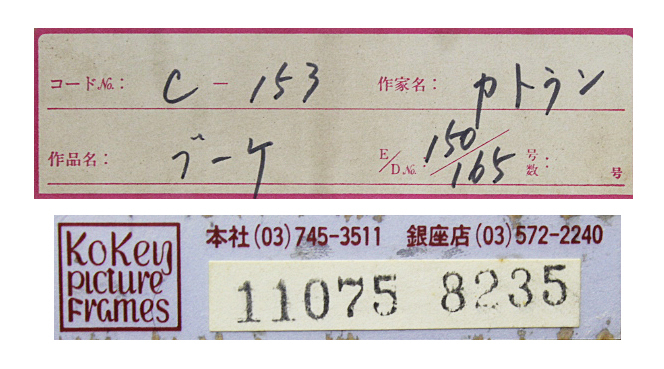 コードNo.: C - 153 作家名: カトラン
作品名: ブーケ E/D.No. 150/165 号数: 号
KoKey
picture
Frames
本社(03)745-3511 銀座店(03)572-2240
11075 8235